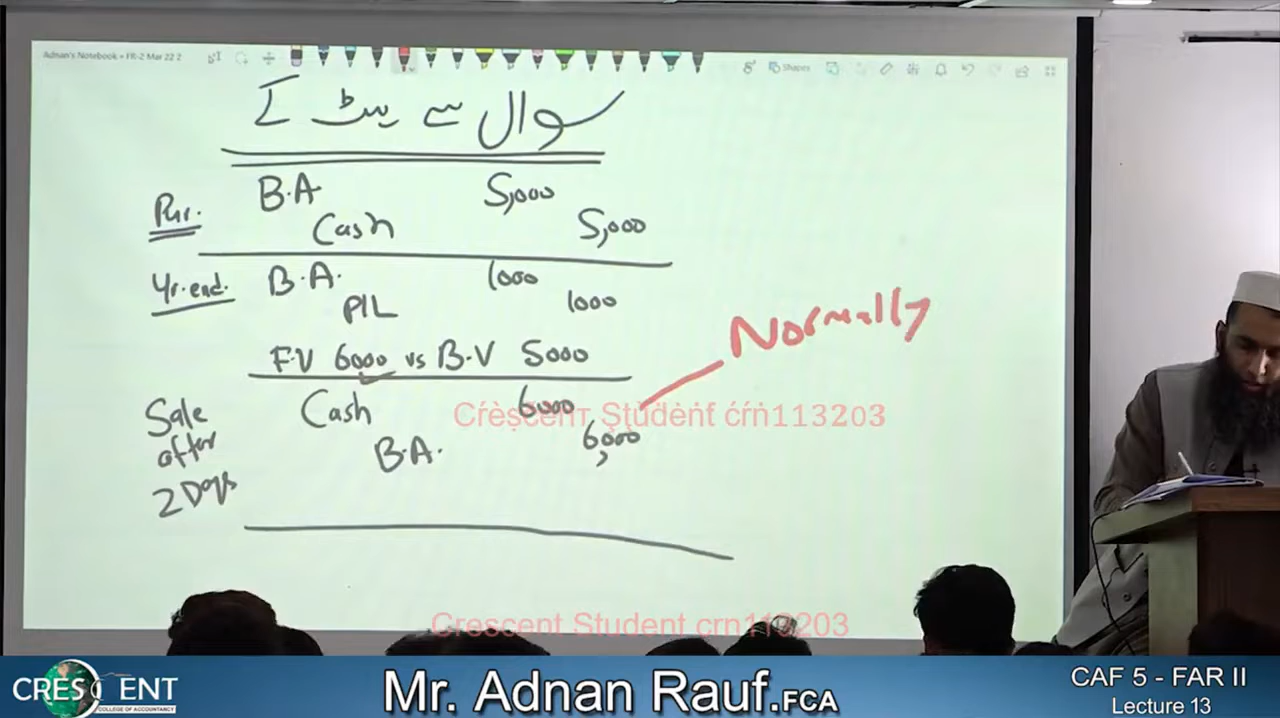 Adnan's Notebook » FR-2 Mar 22 2
Shapes
سوال سے ہٹ کے
Pur. B.A 5,000
Cash 5,000
Yr.end. B.A. 1000
P/L 1000
F.V 6000 vs B.V 5000
Sale after 2 Days
Cash 6000
B.A. 6,000
Normally
Crescent Student crn113203
Crescent Student crn113203
CRESCENT
COLLEGE OF ACCOUNTANCY
Mr. Adnan Rauf.FCA
CAF 5 - FAR II
Lecture 13